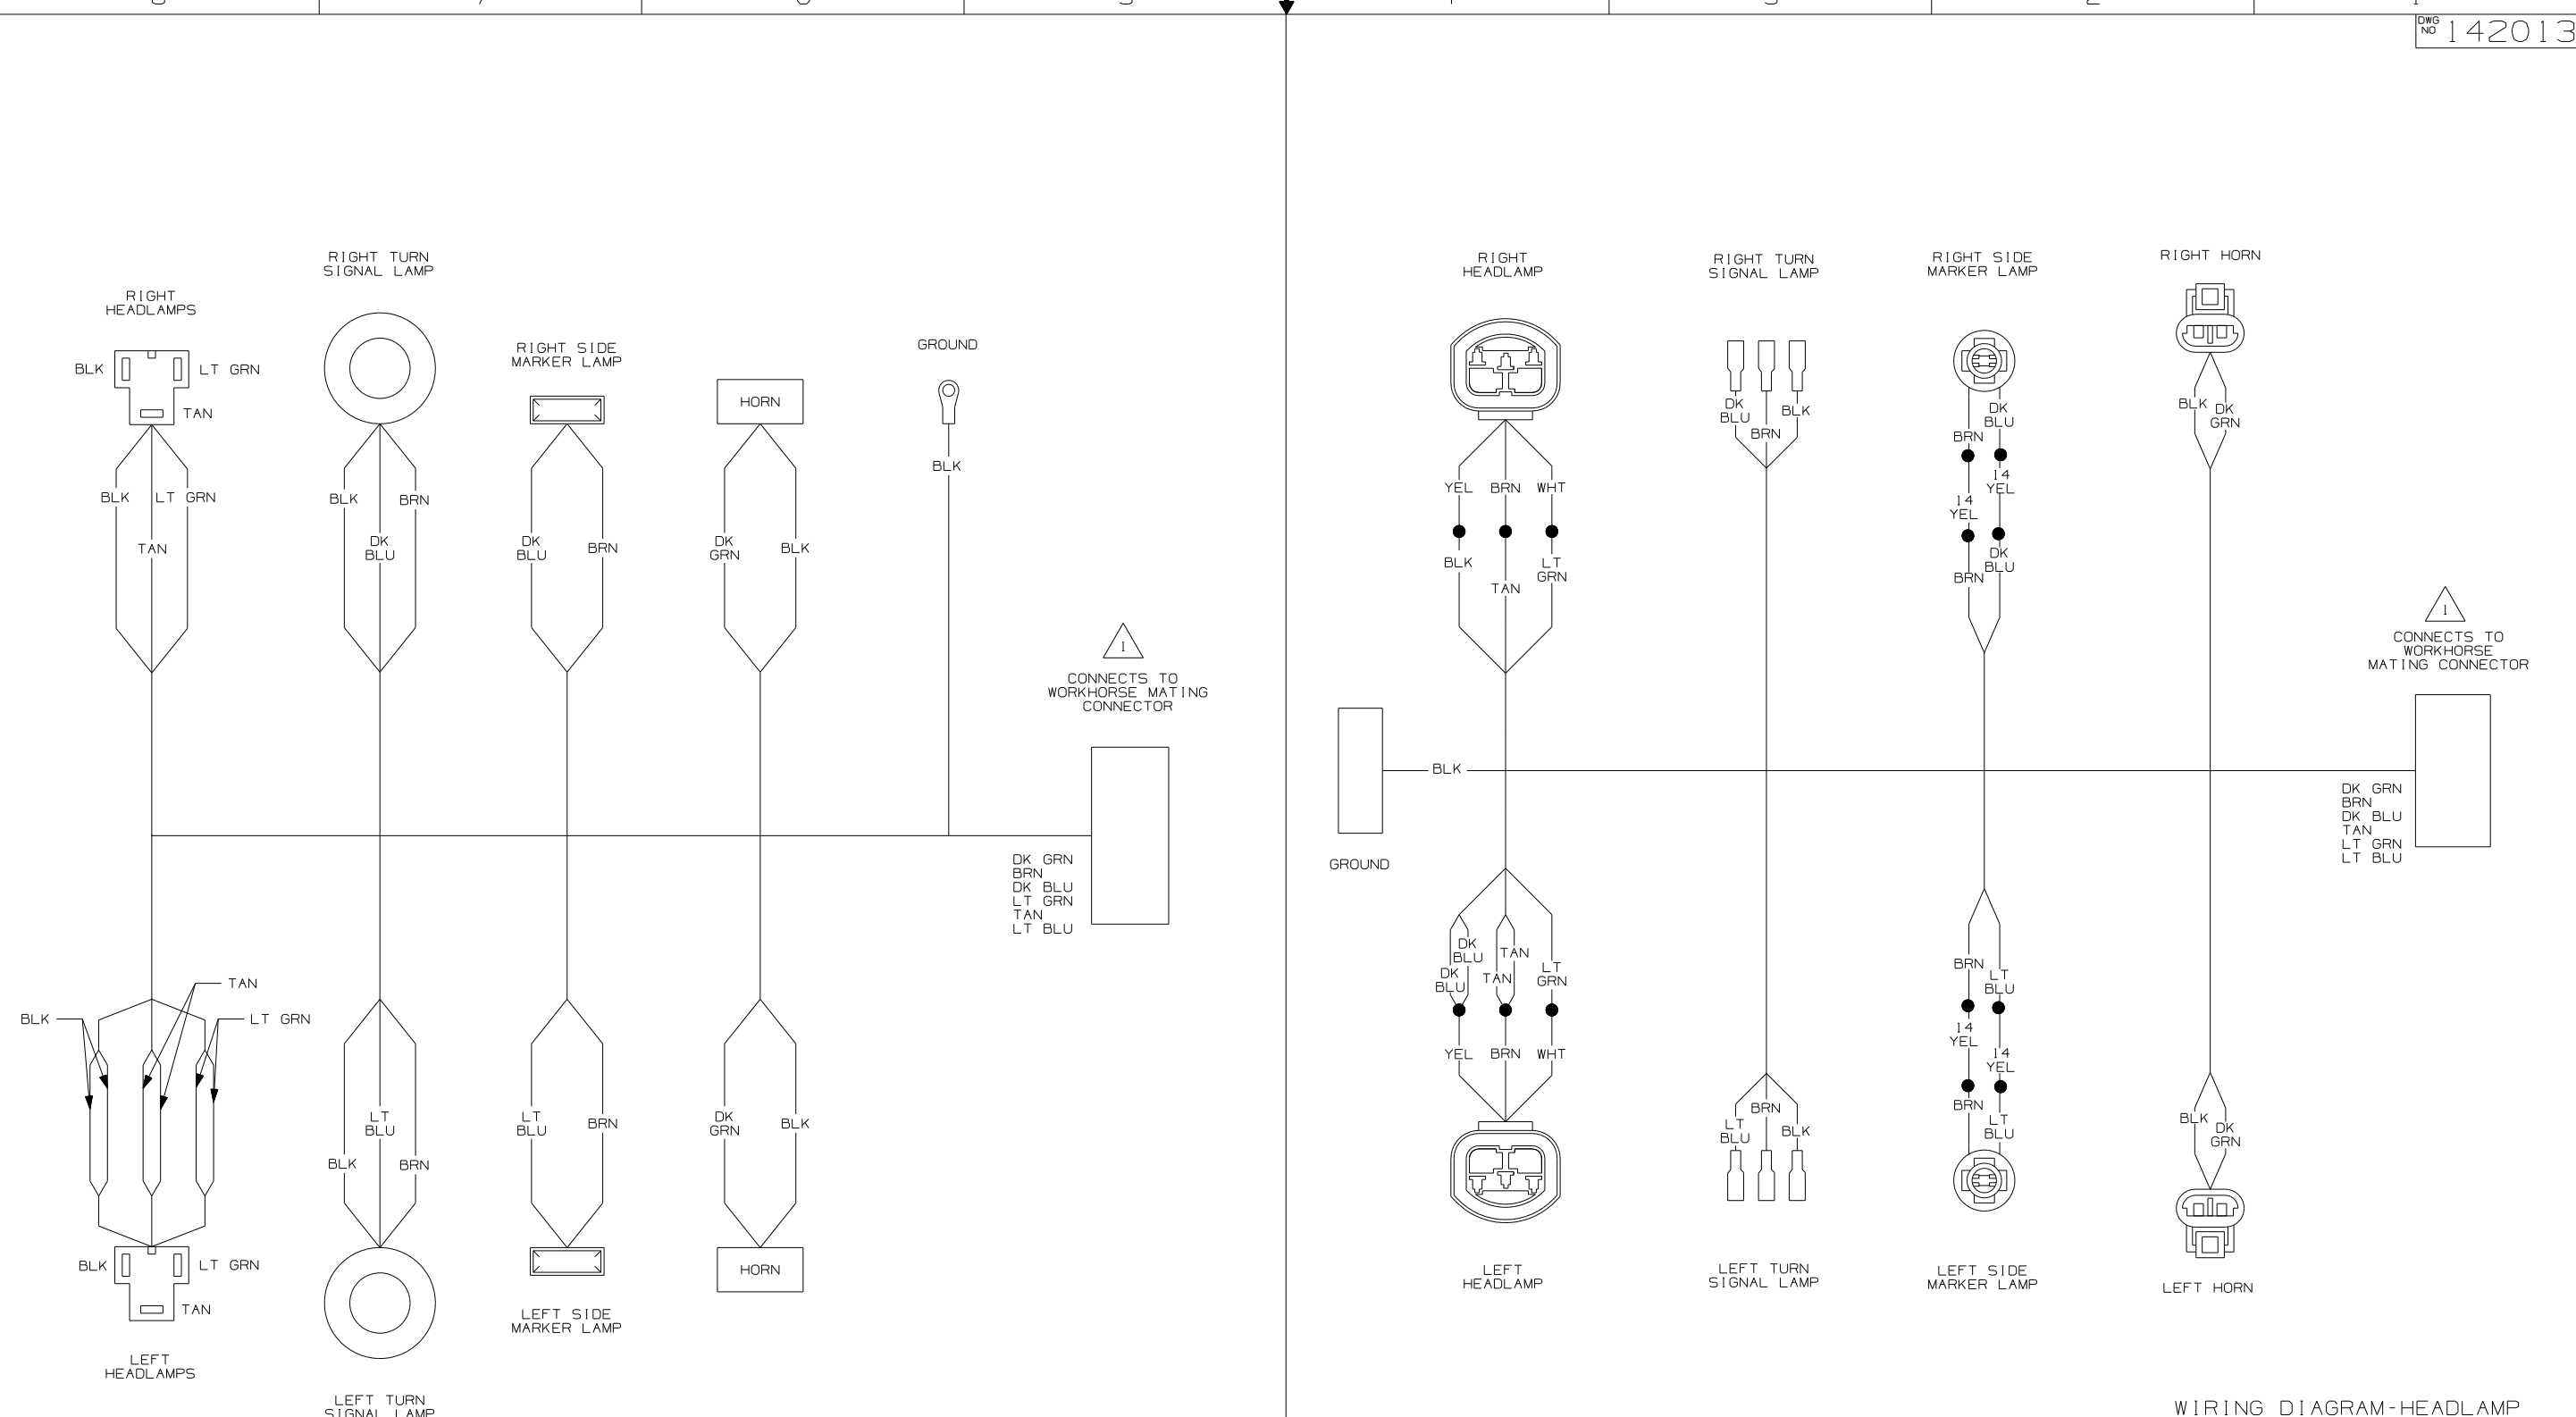 DWG
NO
142013
RIGHT TURN
SIGNAL LAMP
RIGHT
HEADLAMPS
BLK
LT GRN
TAN
BLK
LT GRN
TAN
BLK
BRN
DK
BLU
RIGHT SIDE
MARKER LAMP
DK
BLU
BRN
HORN
DK
GRN
BLK
GROUND
BLK
1
CONNECTS TO
WORKHORSE MATING
CONNECTOR
DK GRN
BRN
DK BLU
LT GRN
TAN
LT BLU
TAN
BLK
LT GRN
BLK
LT GRN
TAN
LEFT
HEADLAMPS
LT
BLU
BLK
BRN
LEFT TURN
SIGNAL LAMP
LT
BLU
BRN
LEFT SIDE
MARKER LAMP
DK
GRN
BLK
HORN
RIGHT
HEADLAMP
YEL
BRN
WHT
BLK
LT
GRN
TAN
RIGHT TURN
SIGNAL LAMP
DK
BLU
BLK
BRN
RIGHT SIDE
MARKER LAMP
DK
BLU
BRN
14
YEL
14
YEL
DK
BLU
BRN
RIGHT HORN
BLK
DK
GRN
1
CONNECTS TO
WORKHORSE
MATING CONNECTOR
BLK
GROUND
DK GRN
BRN
DK BLU
TAN
LT GRN
LT BLU
DK
BLU
DK
BLU
TAN
TAN
LT
GRN
YEL
BRN
WHT
LEFT
HEADLAMP
BRN
LT
BLU
BLK
LEFT TURN
SIGNAL LAMP
BRN
LT
BLU
14
YEL
14
YEL
BRN
LT
BLU
LEFT SIDE
MARKER LAMP
BLK
DK
GRN
LEFT HORN
WIRING DIAGRAM-HEADLAMP